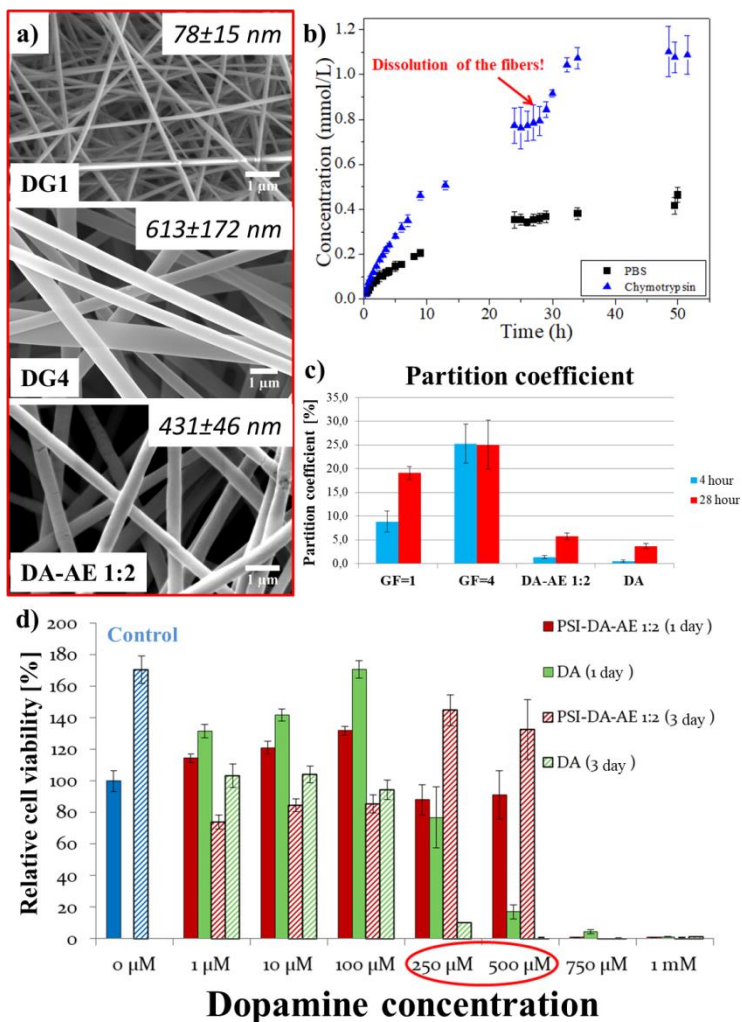 a)
78±15 nm
DG1
1 µm
613±172 nm
DG4
1 µm
431±46 nm
DA-AE 1:2
1 µm
b)
Concentration (mmol/L)
1.2
1.0
0.8
0.6
0.4
0.2
0.0
Dissolution of the fibers!
PBS
Chymotrypsin
0 10 20 30 40 50
Time (h)
c)
Partition coefficient
Partition coefficient [%]
35,0
30,0
25,0
20,0
15,0
10,0
5,0
0,0
GF=1 GF=4 DA-AE 1:2 DA
4 hour
28 hour
d)
Relative cell viability [%]
200
180
160
140
120
100
80
60
40
20
0
Control
PSI-DA-AE 1:2 (1 day)
DA (1 day)
PSI-DA-AE 1:2 (3 day)
DA (3 day)
0 µM 1 µM 10 µM 100 µM 250 µM 500 µM 750 µM 1 mM
Dopamine concentration